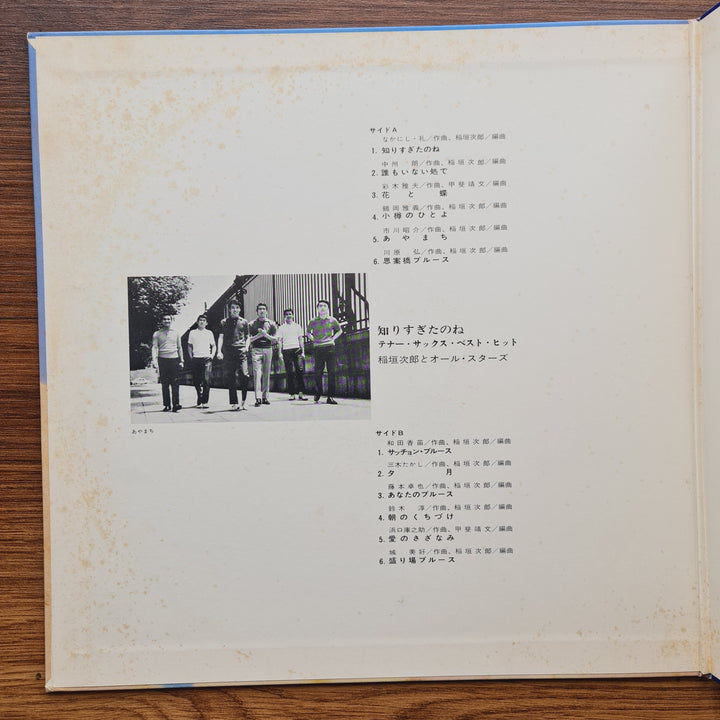 サイドA
なかにし・礼／作曲、稲垣次郎／編曲
1. 知りすぎたのね
中州 朗／作曲、稲垣次郎／編曲
2. 誰もいない処で
彩木雅夫／作曲、甲斐靖文／編曲
3. 花と蝶
鶴岡雅義／作曲、稲垣次郎／編曲
4. 小樽のひとよ
市川昭介／作曲、稲垣次郎／編曲
5. あやまち
川原 弘／作曲、稲垣次郎／編曲
6. 思案橋ブルース
知りすぎたのね
テナー・サックス・ベスト・ヒット
稲垣次郎とオール・スターズ
あやまち
サイドB
和田香苗／作曲、稲垣次郎／編曲
1. サッチョン・ブルース
三木たかし／作曲、稲垣次郎／編曲
2. 夕月
藤本卓也／作曲、稲垣次郎／編曲
3. あなたのブルース
鈴木 淳／作曲、稲垣次郎／編曲
4. 朝のくちづけ
浜口庫之助／作曲、甲斐靖文／編曲
5. 愛のさざなみ
城 美好／作曲、稲垣次郎／編曲
6. 盛り場ブルース